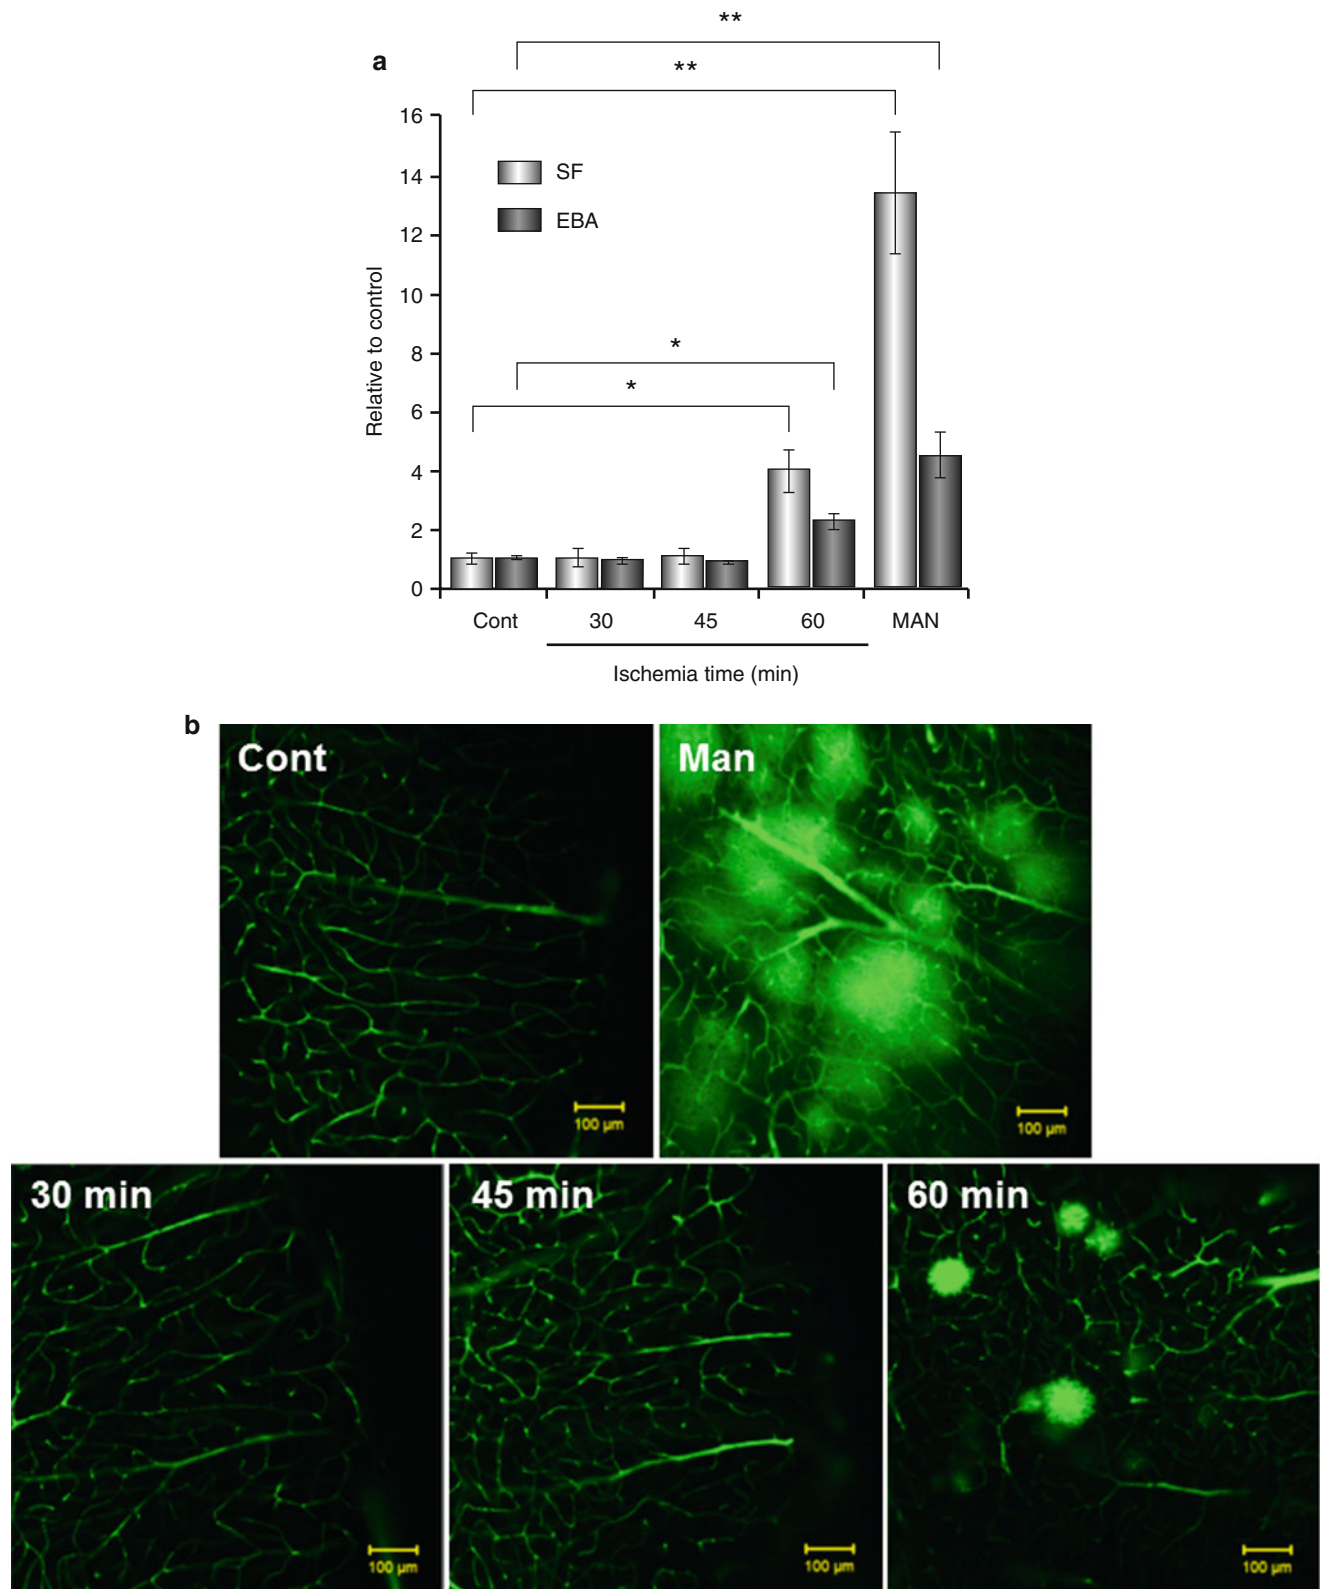 **
a
**
16
14
12
10
8
6
4
2
0
Relative to control
SF
EBA
*
*
Cont 30 45 60 MAN
Ischemia time (min)
b
Cont
Man
100 µm
100 µm
30 min
45 min
60 min
100 µm
100 µm
100 µm